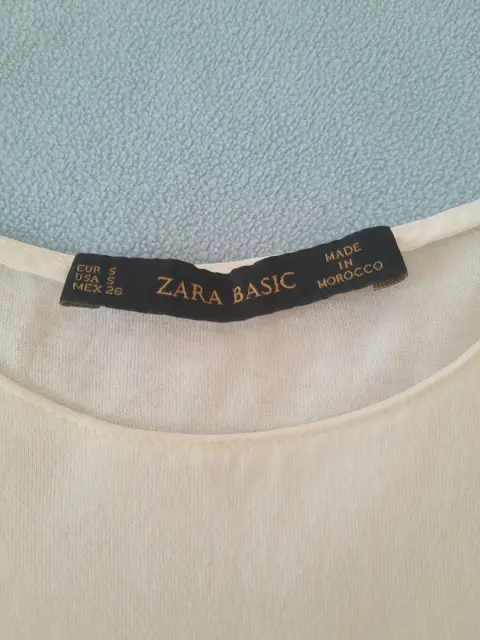 EUR S
USA S
MEX 26
ZARA BASIC
MADE
IN
MOROCCO